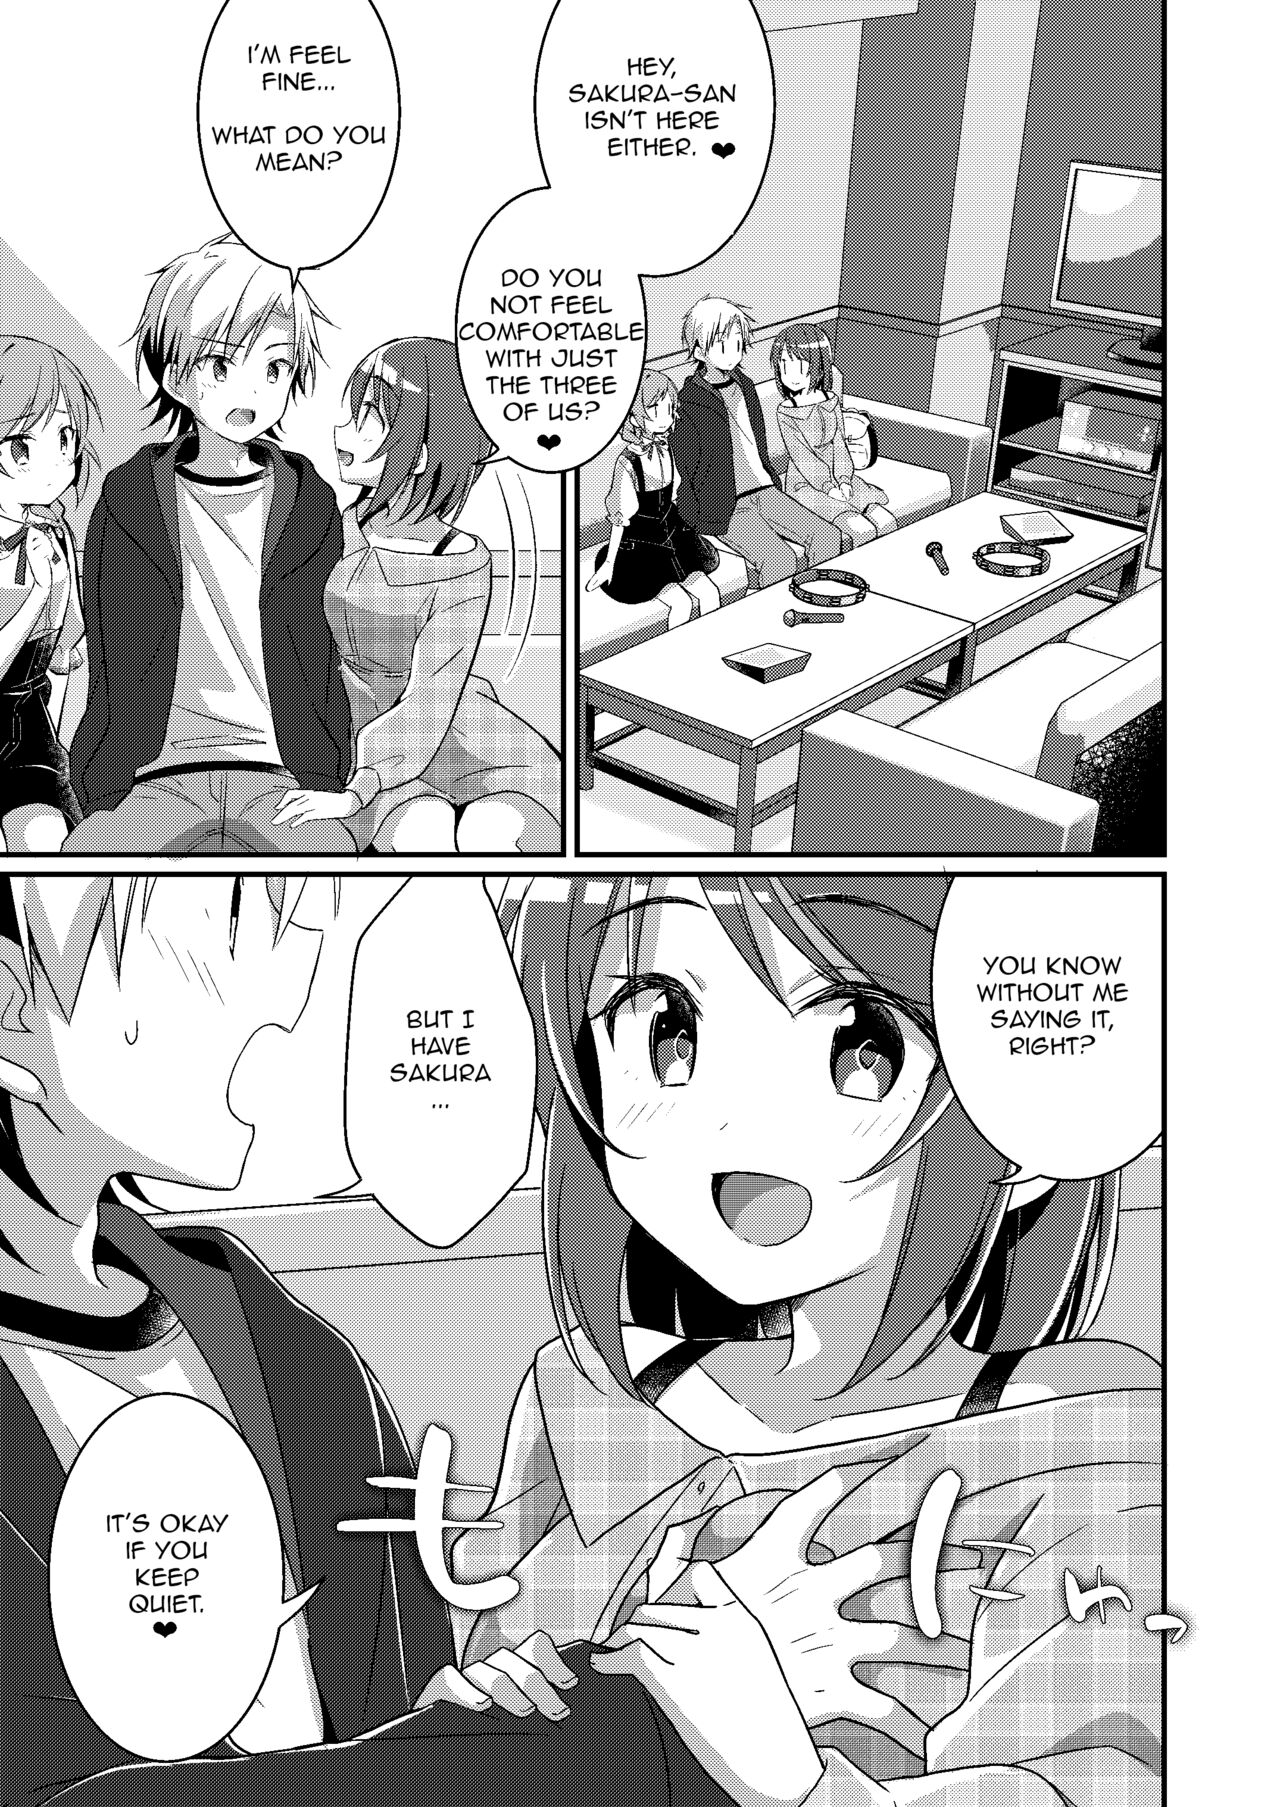 HEY,
SAKURA-SAN
ISN'T HERE
EITHER. ❤
DO YOU
NOT FEEL
COMFORTABLE
WITH JUST
THE THREE
OF US?
❤
I'M FEEL
FINE...
WHAT DO YOU
MEAN?
YOU KNOW
WITHOUT ME
SAYING IT,
RIGHT?
BUT I
HAVE
SAKURA
...
IT'S OKAY
IF YOU
KEEP
QUIET.
❤